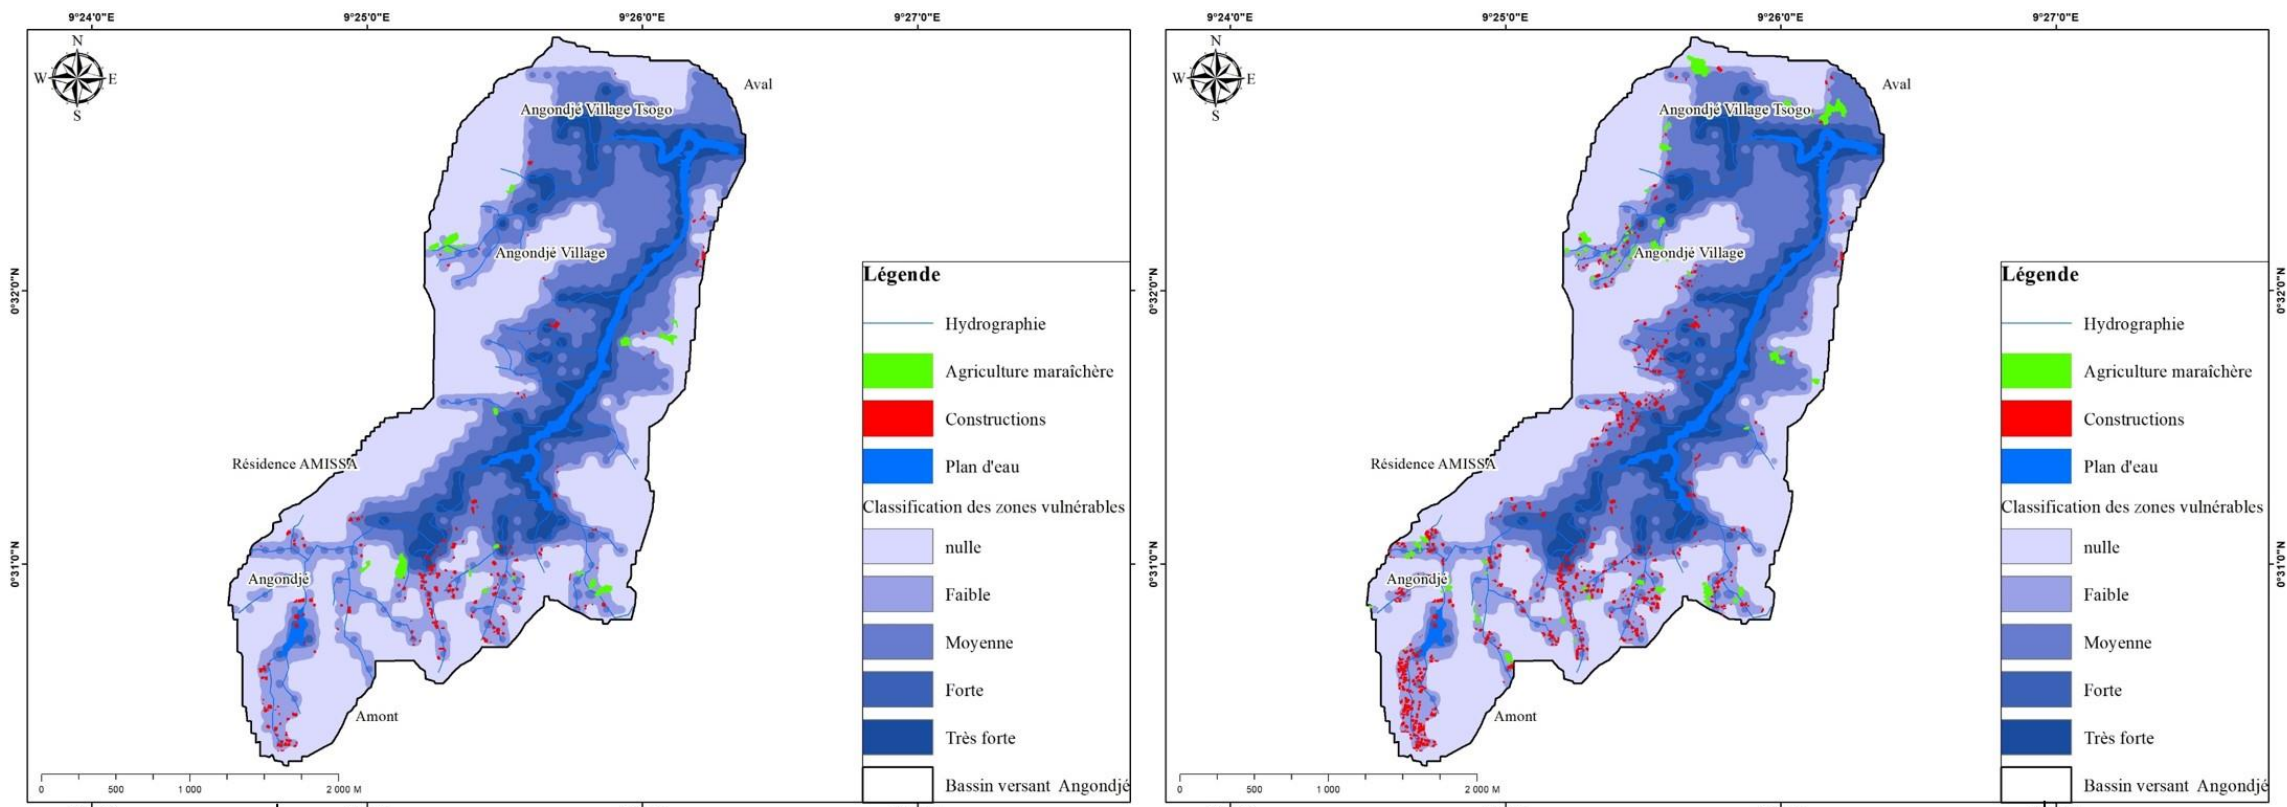 9°24'0"E 9°25'0"E 9°26'0"E 9°27'0"E
N
W E
S
Aval
Angondjé Village Tsogo
Angondjé Village
0°32'0"N
Résidence AMISSA
0°31'0"N
Angondjé
Amont
0 500 1 000 2 000 M
Légende
Hydrographie
Agriculture maraîchère
Constructions
Plan d'eau
Classification des zones vulnérables
nulle
Faible
Moyenne
Forte
Très forte
Bassin versant Angondjé
9°24'0"E 9°25'0"E 9°26'0"E 9°27'0"E
N
W E
S
Aval
Angondjé Village Tsogo
Angondjé Village
0°32'0"N
Résidence AMISSA
0°31'0"N
Angondjé
Amont
0 500 1 000 2 000 M
Légende
Hydrographie
Agriculture maraîchère
Constructions
Plan d'eau
Classification des zones vulnérables
nulle
Faible
Moyenne
Forte
Très forte
Bassin versant Angondjé
0°32'0"N
0°31'0"N